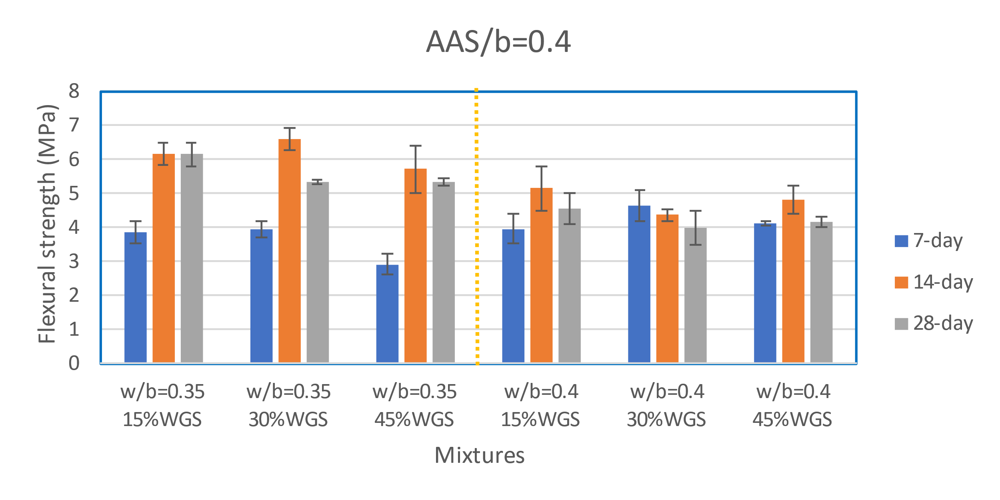 AAS/b=0.4
Flexural strength (MPa)
8
7
6
5
4
3
2
1
0
w/b=0.35
15%WGS
w/b=0.35
30%WGS
w/b=0.35
45%WGS
w/b=0.4
15%WGS
w/b=0.4
30%WGS
w/b=0.4
45%WGS
Mixtures
7-day
14-day
28-day